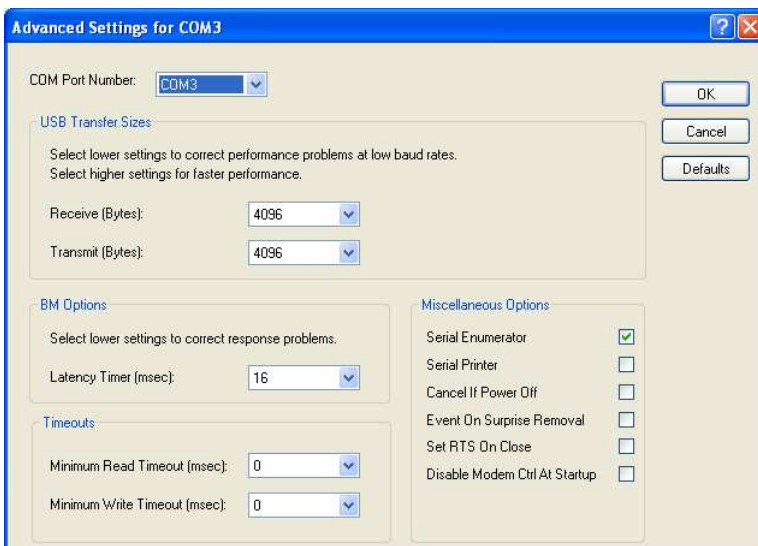 Advanced Settings for COM3
COM Port Number: COM3
OK
Cancel
Defaults
USB Transfer Sizes
Select lower settings to correct performance problems at low baud rates.
Select higher settings for faster performance.
Receive (Bytes): 4096
Transmit (Bytes): 4096
BM Options
Select lower settings to correct response problems.
Latency Timer (msec): 16
Timeouts
Minimum Read Timeout (msec): 0
Minimum Write Timeout (msec): 0
Miscellaneous Options
Serial Enumerator
Serial Printer
Cancel If Power Off
Event On Surprise Removal
Set RTS On Close
Disable Modem Ctrl At Startup